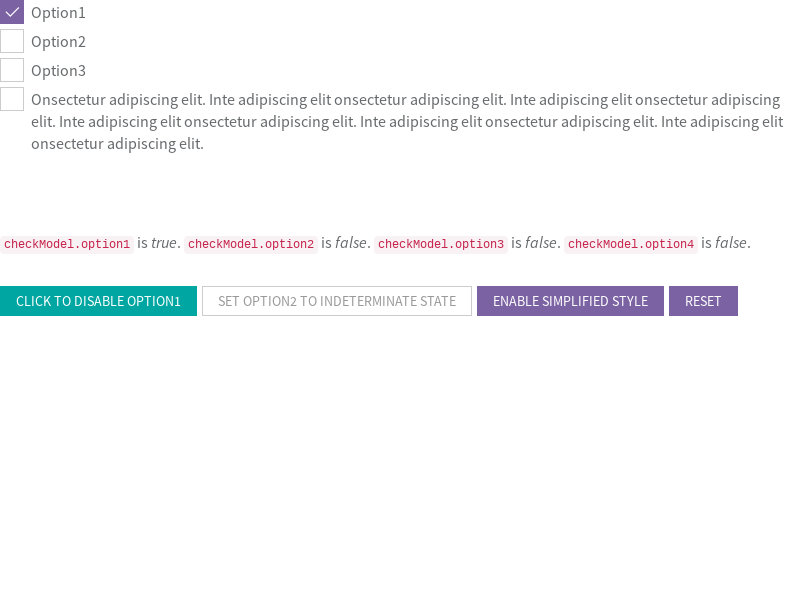 Option1
Option2
Option3
Onsectetur adipiscing elit. Inte adipiscing elit onsectetur adipiscing elit. Inte adipiscing elit onsectetur adipiscing
elit. Inte adipiscing elit onsectetur adipiscing elit. Inte adipiscing elit onsectetur adipiscing elit. Inte adipiscing elit
onsectetur adipiscing elit.
checkModel.option1 is true. checkModel.option2 is false. checkModel.option3 is false. checkModel.option4 is false.
CLICK TO DISABLE OPTION1 SET OPTION2 TO INDETERMINATE STATE ENABLE SIMPLIFIED STYLE RESET